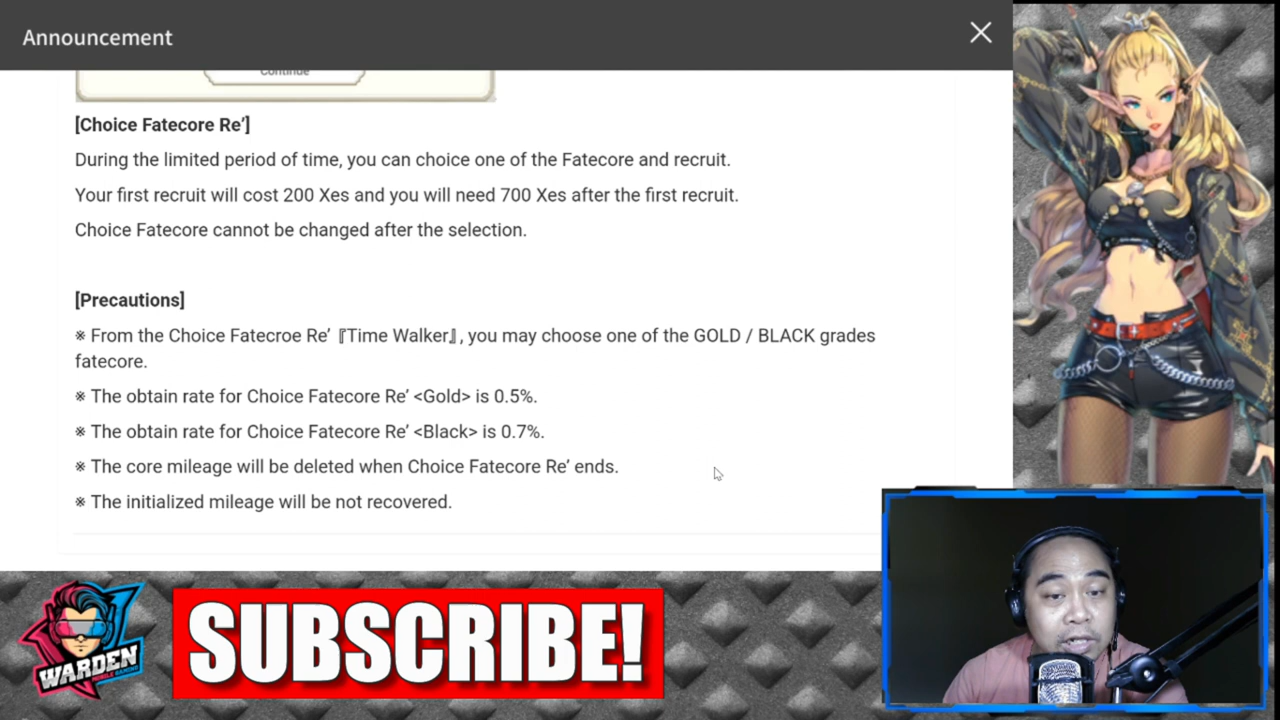 Announcement
Continue
[Choice Fatecore Re’]
During the limited period of time, you can choice one of the Fatecore and recruit.
Your first recruit will cost 200 Xes and you will need 700 Xes after the first recruit.
Choice Fatecore cannot be changed after the selection.
[Precautions]
※ From the Choice Fatecroe Re’ 『Time Walker』, you may choose one of the GOLD / BLACK grades
fatecore.
※ The obtain rate for Choice Fatecore Re’ <Gold> is 0.5%.
※ The obtain rate for Choice Fatecore Re’ <Black> is 0.7%.
※ The core mileage will be deleted when Choice Fatecore Re’ ends.
※ The initialized mileage will be not recovered.
WARDEN
MOBILE GAMING
SUBSCRIBE!